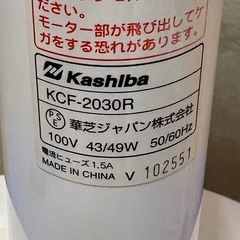 ださい。
モーター部が飛び出してケ
ガをする恐れがあります。
Kashiba
KCF-2030R
PSE 華芝ジャパン株式会社
100V 43/49W 50/60Hz
電流ヒューズ1.5A
MADE IN CHINA V 102551